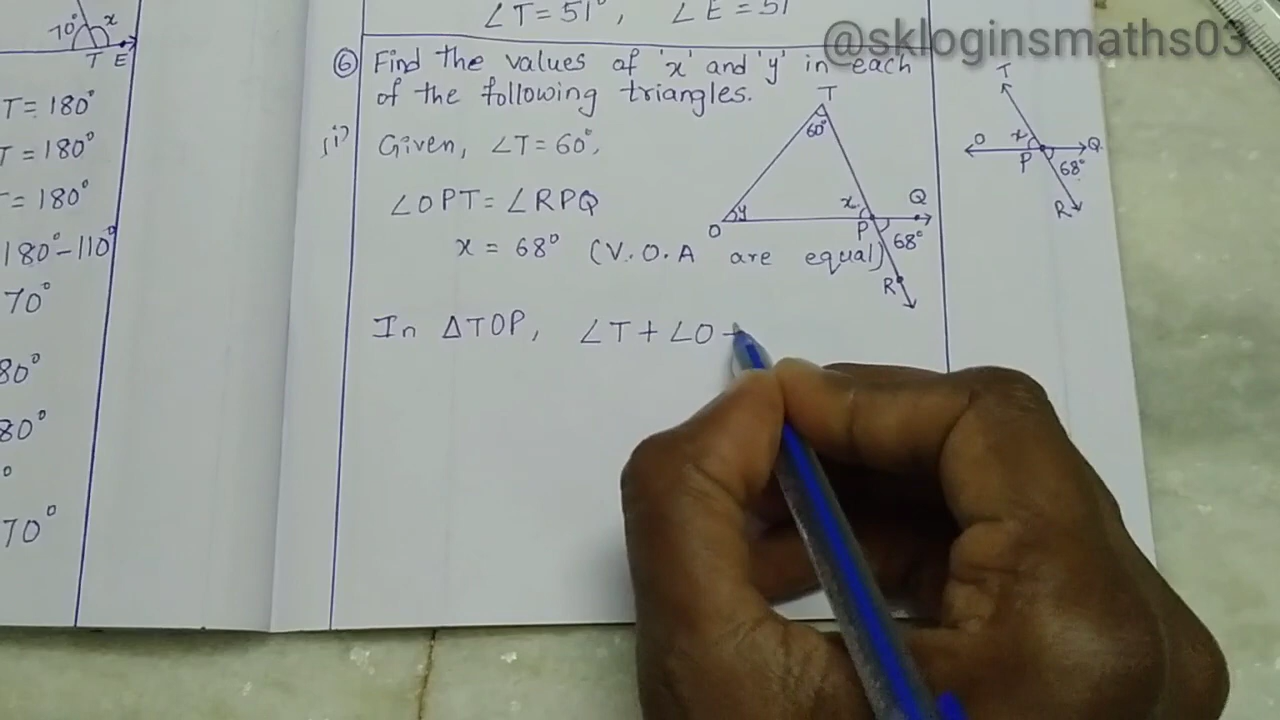 ∠T = 51°, ∠E = 51
@skloginsmaths03
⑥ Find the values of 'x' and 'y' in each
of the following triangles.
(i) Given, ∠T = 60°,
∠OPT = ∠RPQ
x = 68° (V.O.A are equal)
In △TOP, ∠T + ∠O
T
60°
y
x
O
P
Q
68°
R
T
x
O
P
Q
68°
R
70° x
T E
T = 180°
T = 180°
= 180°
180° - 110°
70°
80°
80°
°
70°